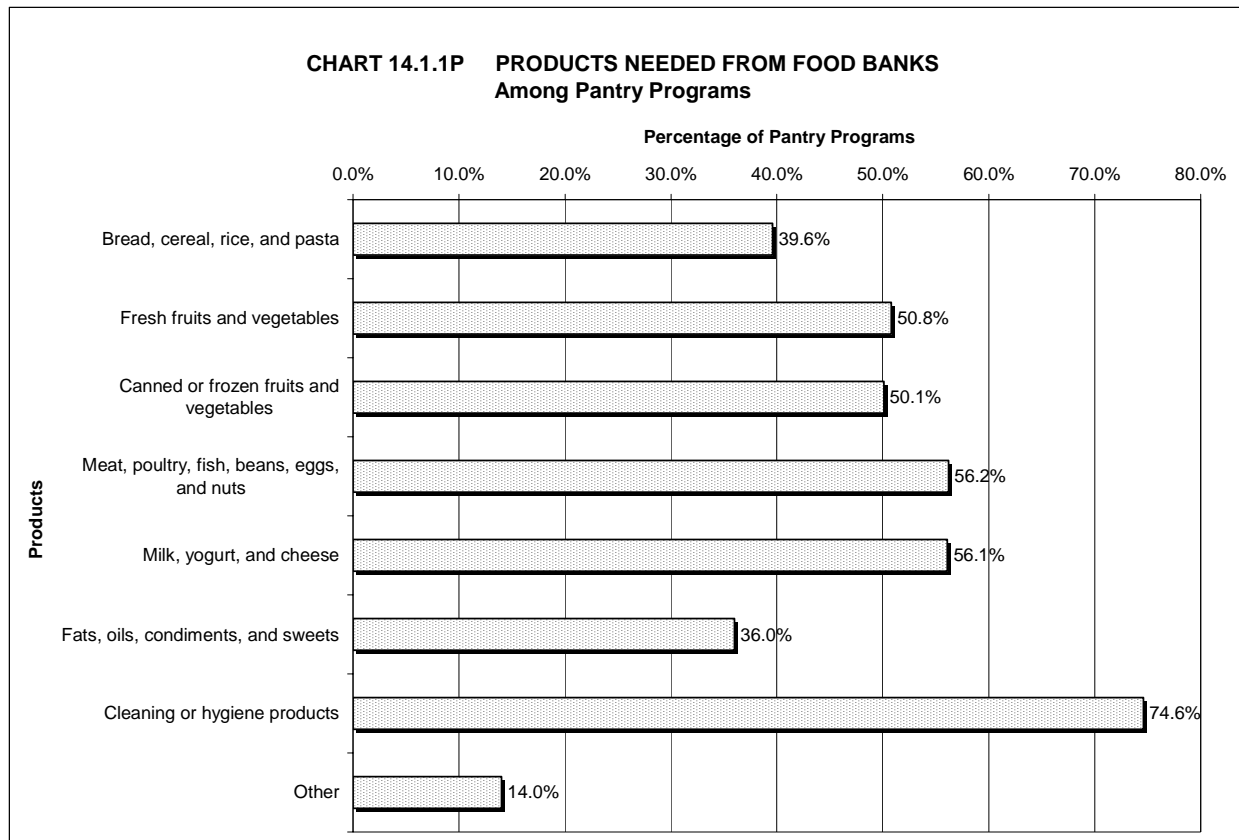 CHART 14.1.1P PRODUCTS NEEDED FROM FOOD BANKS
Among Pantry Programs
Percentage of Pantry Programs
0.0% 10.0% 20.0% 30.0% 40.0% 50.0% 60.0% 70.0% 80.0%
Products
Bread, cereal, rice, and pasta 39.6%
Fresh fruits and vegetables 50.8%
Canned or frozen fruits and
vegetables 50.1%
Meat, poultry, fish, beans, eggs,
and nuts 56.2%
Milk, yogurt, and cheese 56.1%
Fats, oils, condiments, and sweets 36.0%
Cleaning or hygiene products 74.6%
Other 14.0%